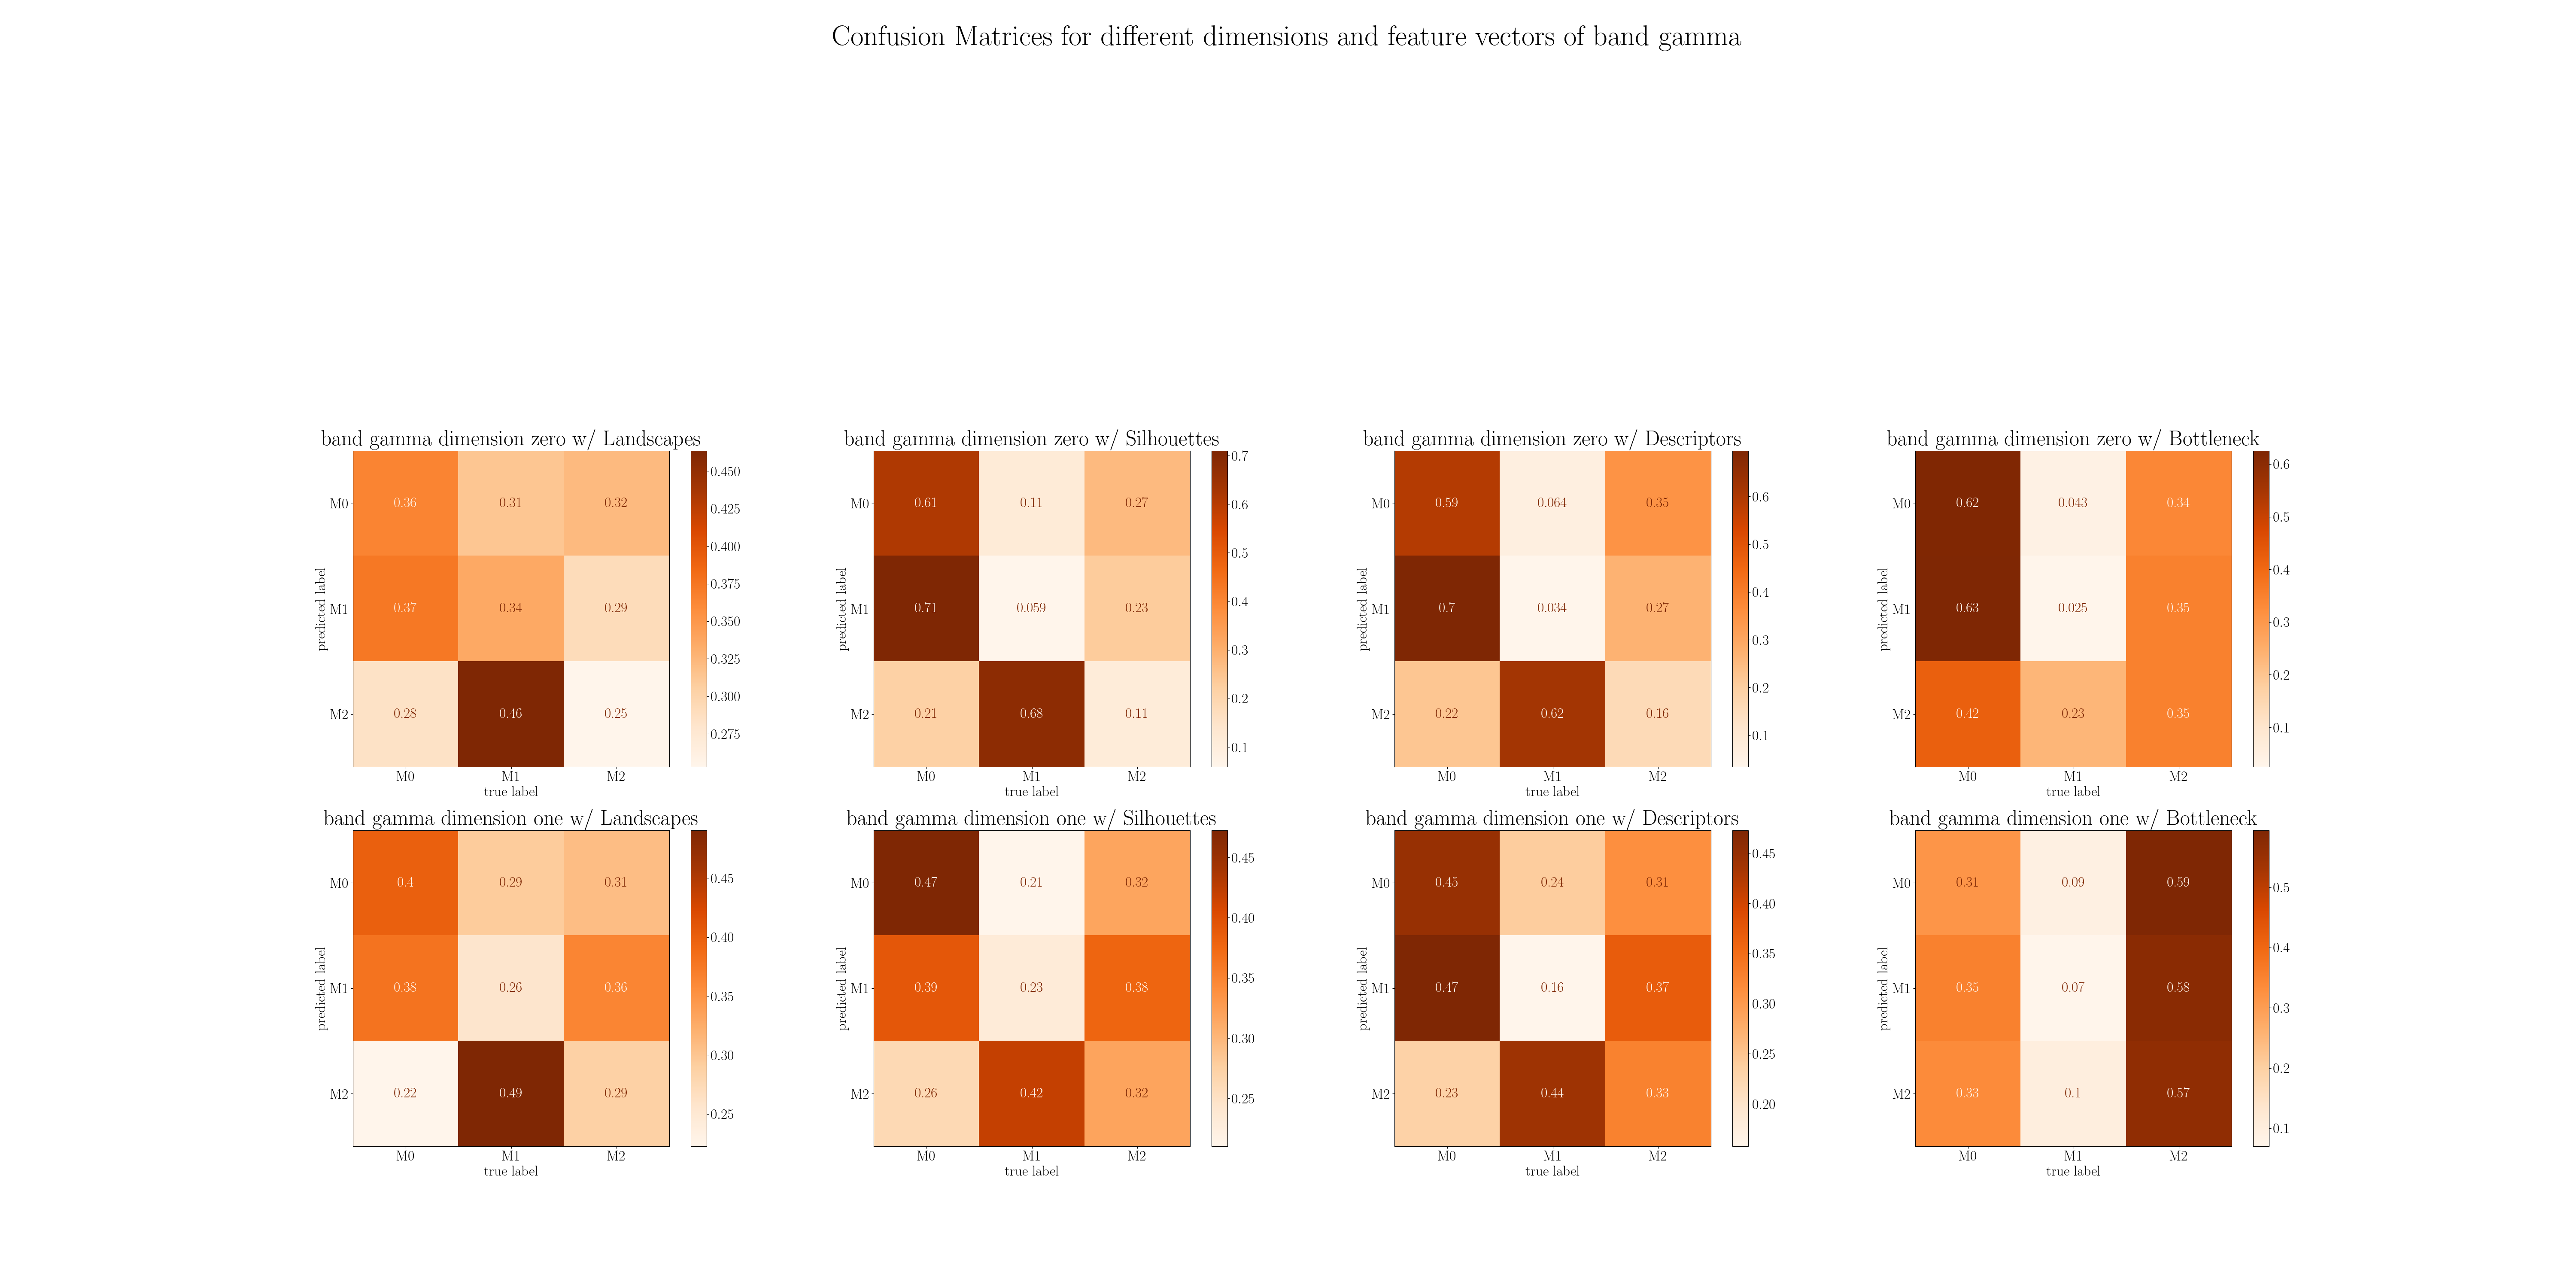 Confusion Matrices for different dimensions and feature vectors of band gamma
band gamma dimension zero w/ Landscapes
predicted label
M0 0.36 0.31 0.32
M1 0.37 0.34 0.29
M2 0.28 0.46 0.25
M0 M1 M2
true label
0.450
0.425
0.400
0.375
0.350
0.325
0.300
0.275
band gamma dimension zero w/ Silhouettes
predicted label
M0 0.61 0.11 0.27
M1 0.71 0.059 0.23
M2 0.21 0.68 0.11
M0 M1 M2
true label
0.7
0.6
0.5
0.4
0.3
0.2
0.1
band gamma dimension zero w/ Descriptors
predicted label
M0 0.59 0.064 0.35
M1 0.7 0.034 0.27
M2 0.22 0.62 0.16
M0 M1 M2
true label
0.6
0.5
0.4
0.3
0.2
0.1
band gamma dimension zero w/ Bottleneck
predicted label
M0 0.62 0.043 0.34
M1 0.63 0.025 0.35
M2 0.42 0.23 0.35
M0 M1 M2
true label
0.6
0.5
0.4
0.3
0.2
0.1
band gamma dimension one w/ Landscapes
predicted label
M0 0.4 0.29 0.31
M1 0.38 0.26 0.36
M2 0.22 0.49 0.29
M0 M1 M2
true label
0.45
0.40
0.35
0.30
0.25
band gamma dimension one w/ Silhouettes
predicted label
M0 0.47 0.21 0.32
M1 0.39 0.23 0.38
M2 0.26 0.42 0.32
M0 M1 M2
true label
0.45
0.40
0.35
0.30
0.25
band gamma dimension one w/ Descriptors
predicted label
M0 0.45 0.24 0.31
M1 0.47 0.16 0.37
M2 0.23 0.44 0.33
M0 M1 M2
true label
0.45
0.40
0.35
0.30
0.25
0.20
band gamma dimension one w/ Bottleneck
predicted label
M0 0.31 0.09 0.59
M1 0.35 0.07 0.58
M2 0.33 0.1 0.57
M0 M1 M2
true label
0.5
0.4
0.3
0.2
0.1